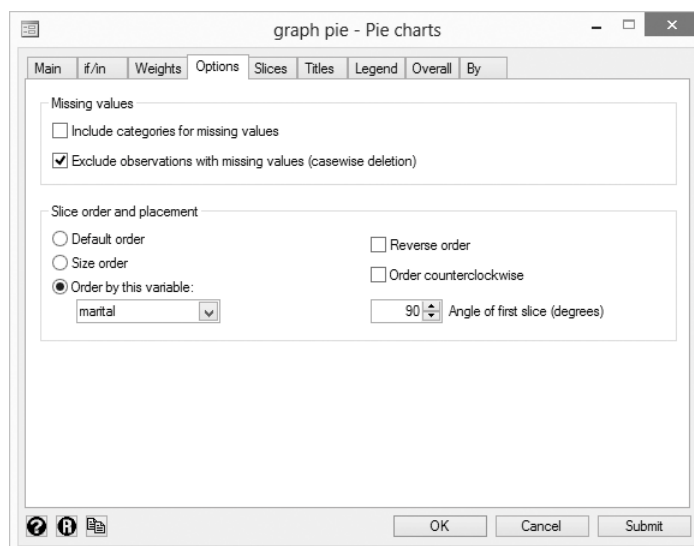 graph pie - Pie charts
Main if/in Weights Options Slices Titles Legend Overall By
Missing values
Include categories for missing values
Exclude observations with missing values (casewise deletion)
Slice order and placement
Default order
Size order
Order by this variable:
marital
Reverse order
Order counterclockwise
90 Angle of first slice (degrees)
? R OK Cancel Submit